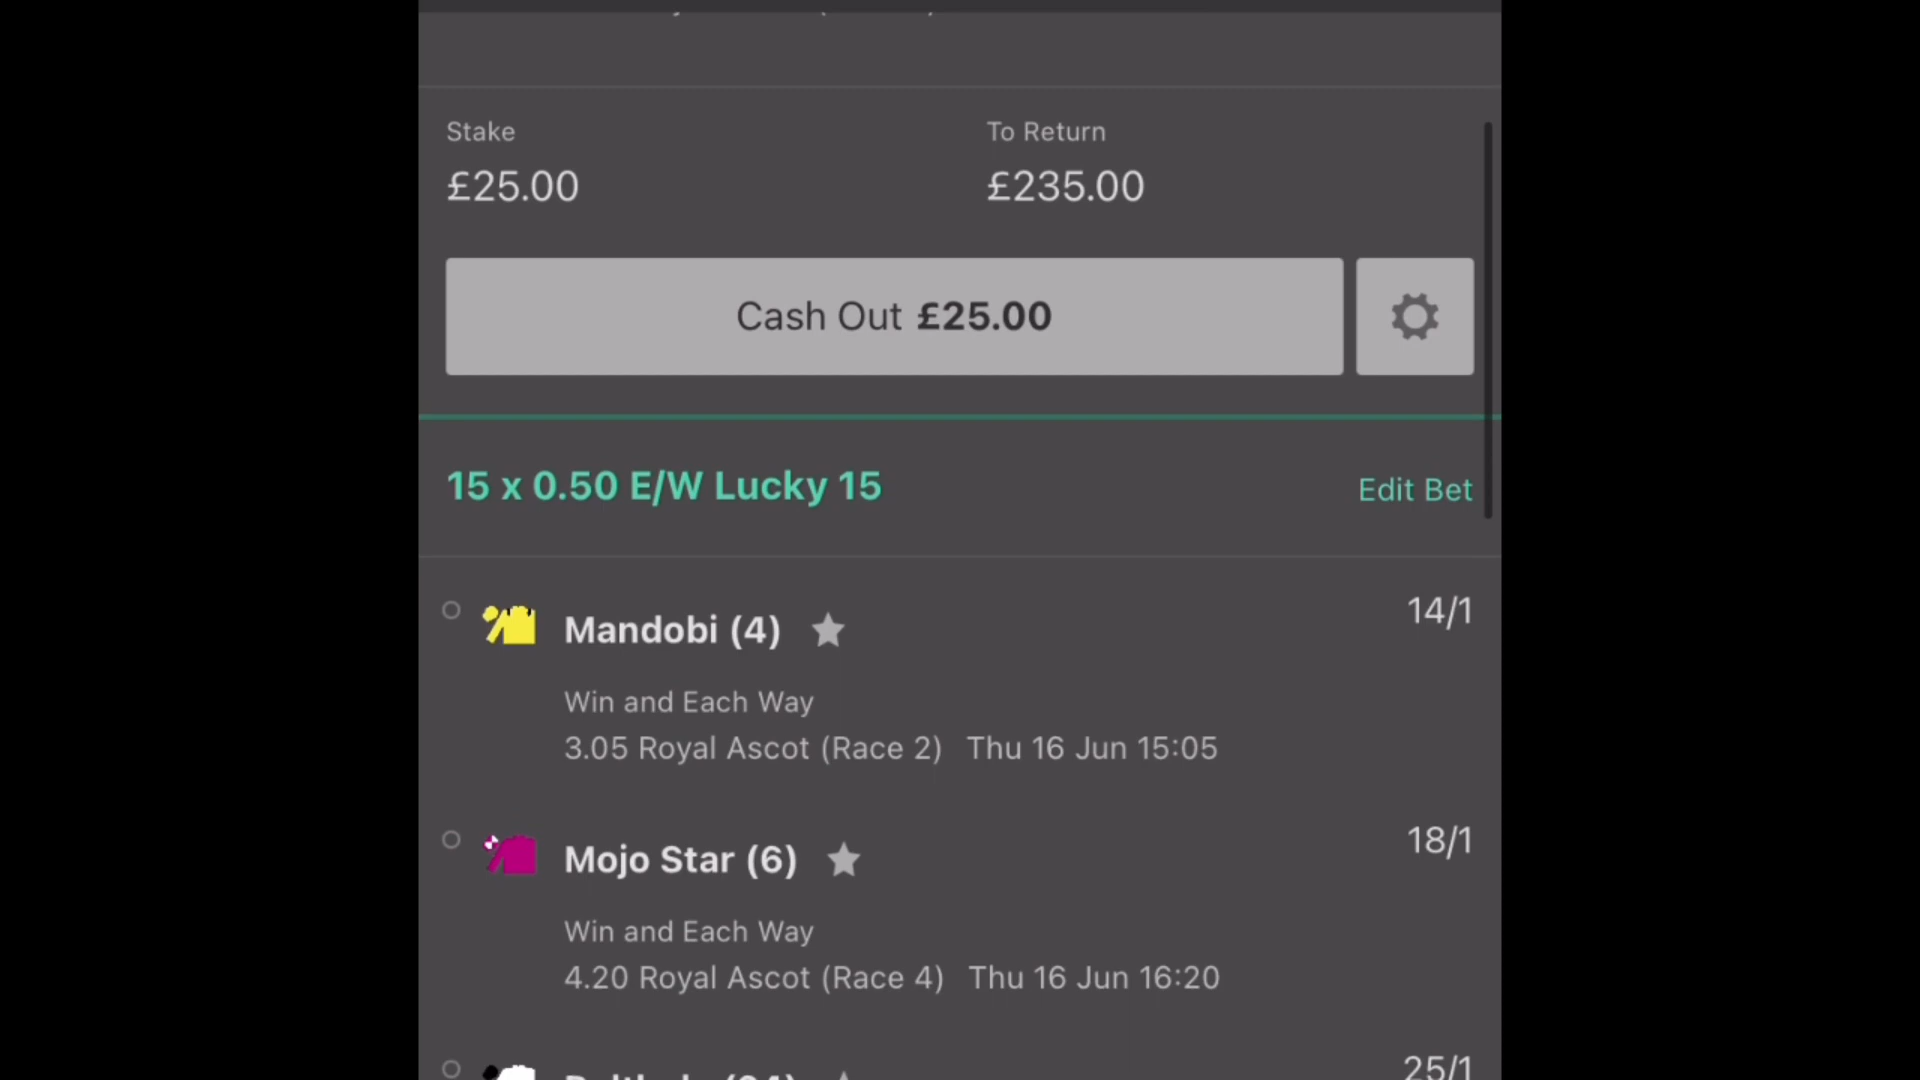 Stake
To Return
£25.00
£235.00
Cash Out £25.00
15 x 0.50 E/W Lucky 15
Edit Bet
Mandobi (4)
14/1
Win and Each Way
3.05 Royal Ascot (Race 2) Thu 16 Jun 15:05
Mojo Star (6)
18/1
Win and Each Way
4.20 Royal Ascot (Race 4) Thu 16 Jun 16:20
25/1